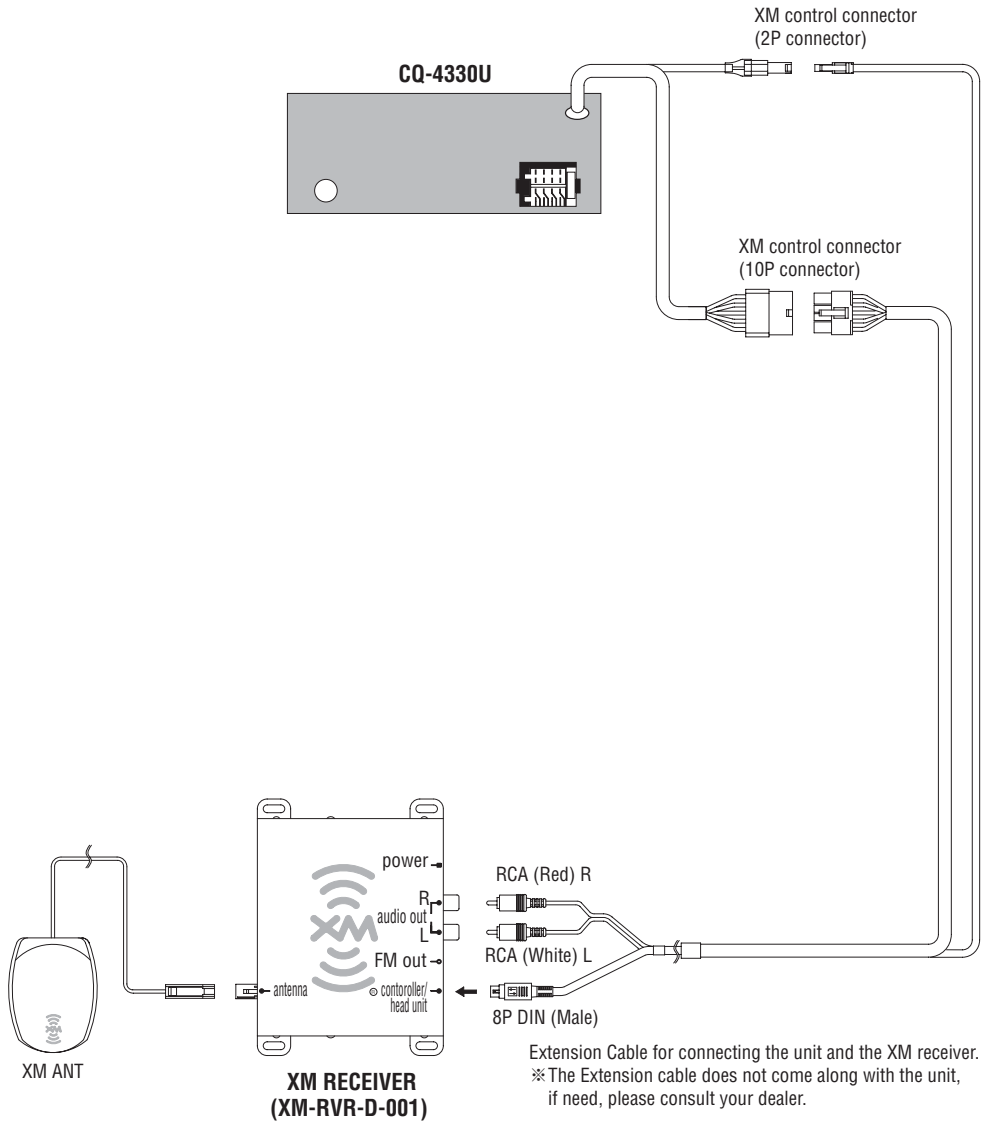 XM control connector
(2P connector)
CQ-4330U
XM control connector
(10P connector)
power
R
audio out
L
FM out
antenna
contoroller/
head unit
XM
RCA (Red) R
RCA (White) L
8P DIN (Male)
XM
XM ANT
XM RECEIVER
(XM-RVR-D-001)
Extension Cable for connecting the unit and the XM receiver.
※The Extension cable does not come along with the unit,
if need, please consult your dealer.